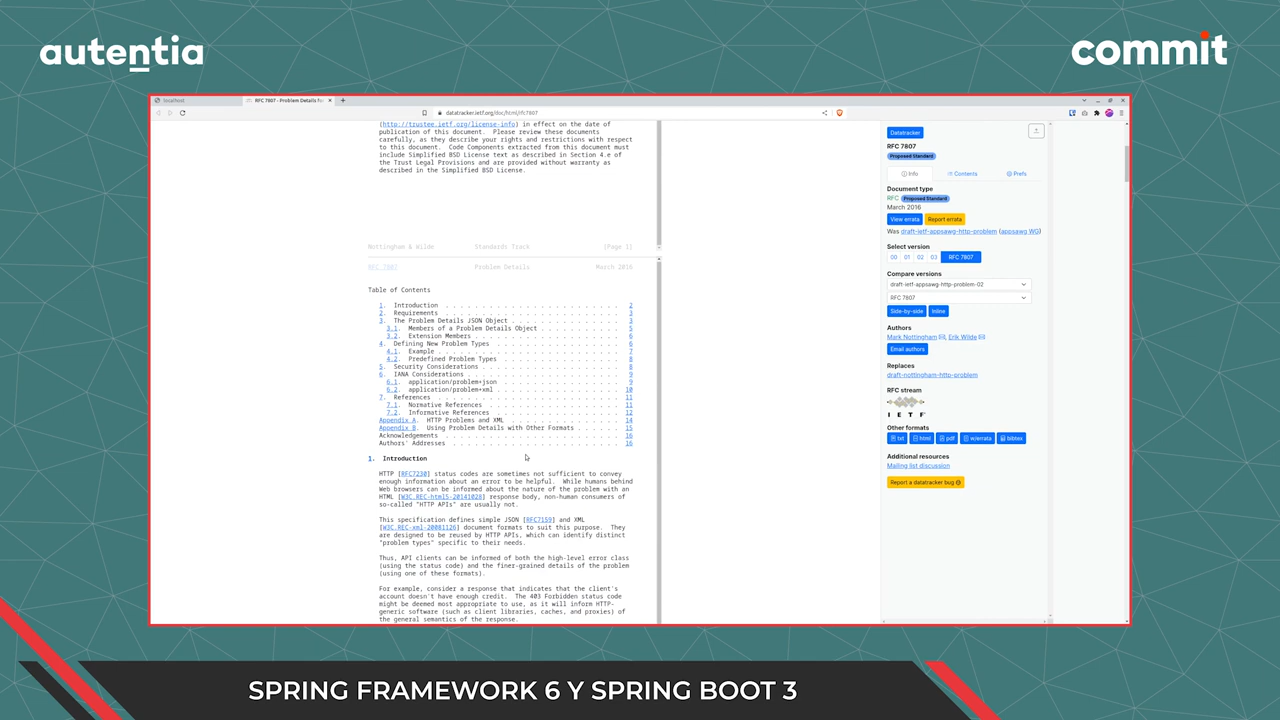 autentia
commit
localhost
RFC 7807 - Problem Details For
datatracker.ietf.org/doc/html/rfc7807
(http://trustee.ietf.org/license-info) in effect on the date of
publication of this document.  Please review these documents
carefully, as they describe your rights and restrictions with respect
to this document.  Code Components extracted from this document must
include Simplified BSD License text as described in Section 4.e of
the Trust Legal Provisions and are provided without warranty as
described in the Simplified BSD License.
Nottingham & Wilde Standards Track [Page 1]
RFC 7807 Problem Details March 2016
Table of Contents
1. Introduction . . . . . . . . . . . . . . . . . . . . . . . . 2
2. Requirements . . . . . . . . . . . . . . . . . . . . . . . . 3
3. The Problem Details JSON Object . . . . . . . . . . . . . . . 3
3.1. Members of a Problem Details Object . . . . . . . . . . . 5
3.2. Extension Members . . . . . . . . . . . . . . . . . . . . 6
4. Defining New Problem Types . . . . . . . . . . . . . . . . . 6
4.1. Example . . . . . . . . . . . . . . . . . . . . . . . . . 7
4.2. Predefined Problem Types . . . . . . . . . . . . . . . . 8
5. Security Considerations . . . . . . . . . . . . . . . . . . . 8
6. IANA Considerations . . . . . . . . . . . . . . . . . . . . . 9
6.1. application/problem+json . . . . . . . . . . . . . . . . 9
6.2. application/problem+xml . . . . . . . . . . . . . . . . . 10
7. References . . . . . . . . . . . . . . . . . . . . . . . . . 11
7.1. Normative References . . . . . . . . . . . . . . . . . . 11
7.2. Informative References . . . . . . . . . . . . . . . . . 12
Appendix A. HTTP Problems and XML . . . . . . . . . . . . . . . 14
Appendix B. Using Problem Details with Other Formats . . . . . . 15
Acknowledgements . . . . . . . . . . . . . . . . . . . . . . . . 16
Authors' Addresses . . . . . . . . . . . . . . . . . . . . . . . 16
1. Introduction
HTTP [RFC7230] status codes are sometimes not sufficient to convey
enough information about an error to be helpful.  While humans behind
Web browsers can be informed about the nature of the problem with an
HTML [W3C.REC-html5-20141028] response body, non-human consumers of
so-called "HTTP APIs" are usually not.
This specification defines simple JSON [RFC7159] and XML
[W3C.REC-xml-20081126] document formats to suit this purpose.  They
are designed to be reused by HTTP APIs, which can identify distinct
"problem types" specific to their needs.
Thus, API clients can be informed of both the high-level error class
(using the status code) and the finer-grained details of the problem
(using one of these formats).
For example, consider a response that indicates that the client's
account doesn't have enough credit.  The 403 Forbidden status code
might be deemed most appropriate to use, as it will inform HTTP-
generic software (such as client libraries, caches, and proxies) of
the general semantics of the response.
Datatracker
RFC 7807
Proposed Standard
Info Contents Prefs
Document type
RFC Proposed Standard
March 2016
View errata Report errata
Was draft-ietf-appsawg-http-problem (appsawg WG)
Select version
00 01 02 03 RFC 7807
Compare versions
draft-ietf-appsawg-http-problem-02
RFC 7807
Side-by-side Inline
Authors
Mark Nottingham, Erik Wilde
Email authors
Replaces
draft-nottingham-http-problem
RFC stream
I E T F
Other formats
txt html pdf w/errata bibtex
Additional resources
Mailing list discussion
Report a datatracker bug
SPRING FRAMEWORK 6 Y SPRING BOOT 3